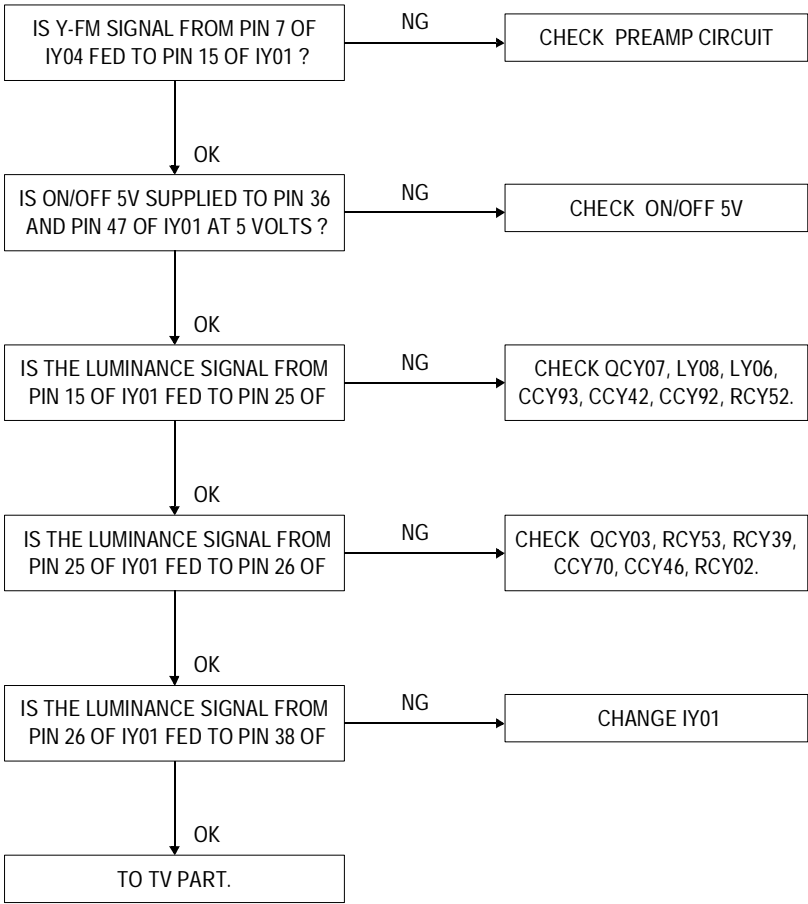 IS Y-FM SIGNAL FROM PIN 7 OF
IY04 FED TO PIN 15 OF IY01 ?
NG
CHECK PREAMP CIRCUIT
OK
IS ON/OFF 5V SUPPLIED TO PIN 36
AND PIN 47 OF IY01 AT 5 VOLTS ?
NG
CHECK ON/OFF 5V
OK
IS THE LUMINANCE SIGNAL FROM
PIN 15 OF IY01 FED TO PIN 25 OF
NG
CHECK QCY07, LY08, LY06,
CCY93, CCY42, CCY92, RCY52.
OK
IS THE LUMINANCE SIGNAL FROM
PIN 25 OF IY01 FED TO PIN 26 OF
NG
CHECK QCY03, RCY53, RCY39,
CCY70, CCY46, RCY02.
OK
IS THE LUMINANCE SIGNAL FROM
PIN 26 OF IY01 FED TO PIN 38 OF
NG
CHANGE IY01
OK
TO TV PART.